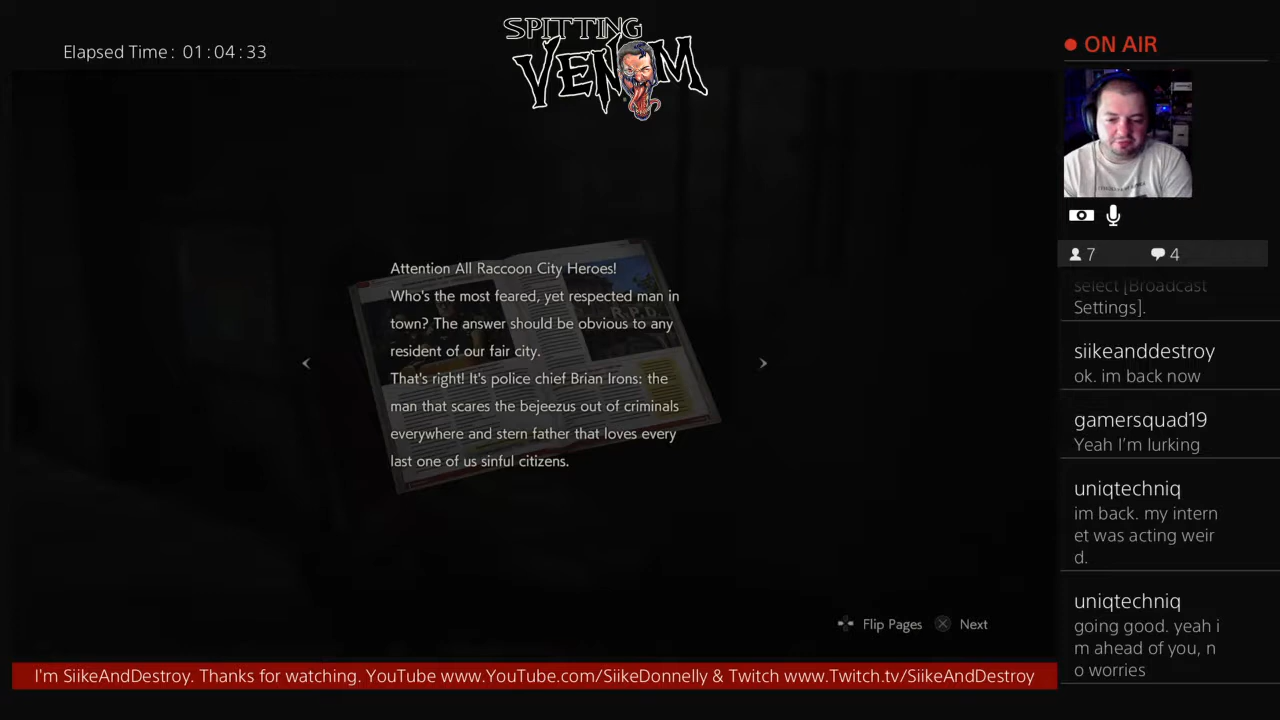 SPITTING
VENOM
Elapsed Time: 01:04:33
ON AIR
7
4
select [Broadcast
Settings].
siikeanddestroy
ok. im back now
gamersquad19
Yeah I'm lurking
uniqtechniq
im back. my intern
et was acting weir
d.
uniqtechniq
going good. yeah i
m ahead of you, n
o worries
Attention All Raccoon City Heroes!
Who's the most feared, yet respected man in
town? The answer should be obvious to any
resident of our fair city.
That's right! It's police chief Brian Irons: the
man that scares the bejeezus out of criminals
everywhere and stern father that loves every
last one of us sinful citizens.
R.P.D.
Flip Pages
Next
I'm SiikeAndDestroy. Thanks for watching. YouTube www.YouTube.com/SiikeDonnelly & Twitch www.Twitch.tv/SiikeAndDestroy